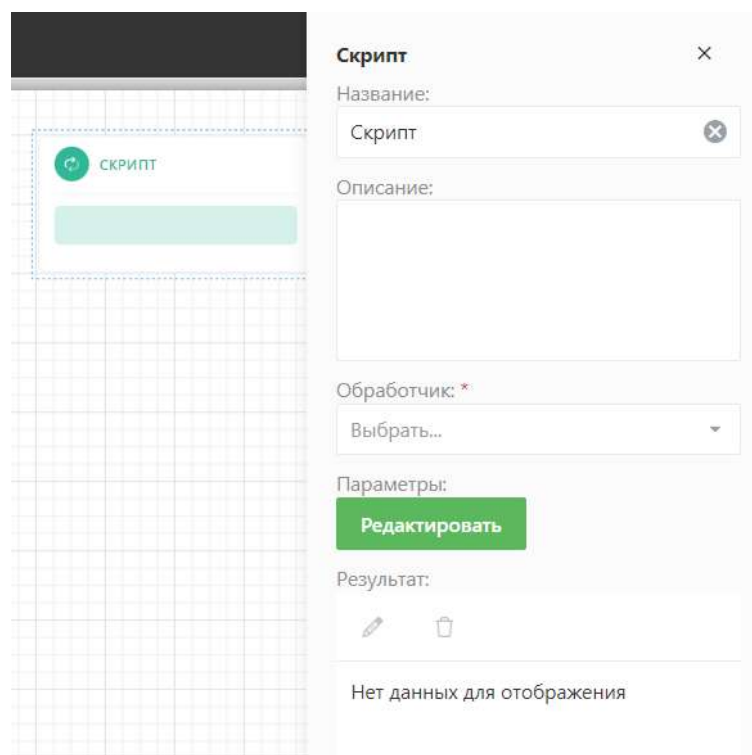 СКРИПТ
Скрипт
Название:
Скрипт
Описание:
Обработчик: *
Выбрать...
Параметры:
Редактировать
Результат:
Нет данных для отображения